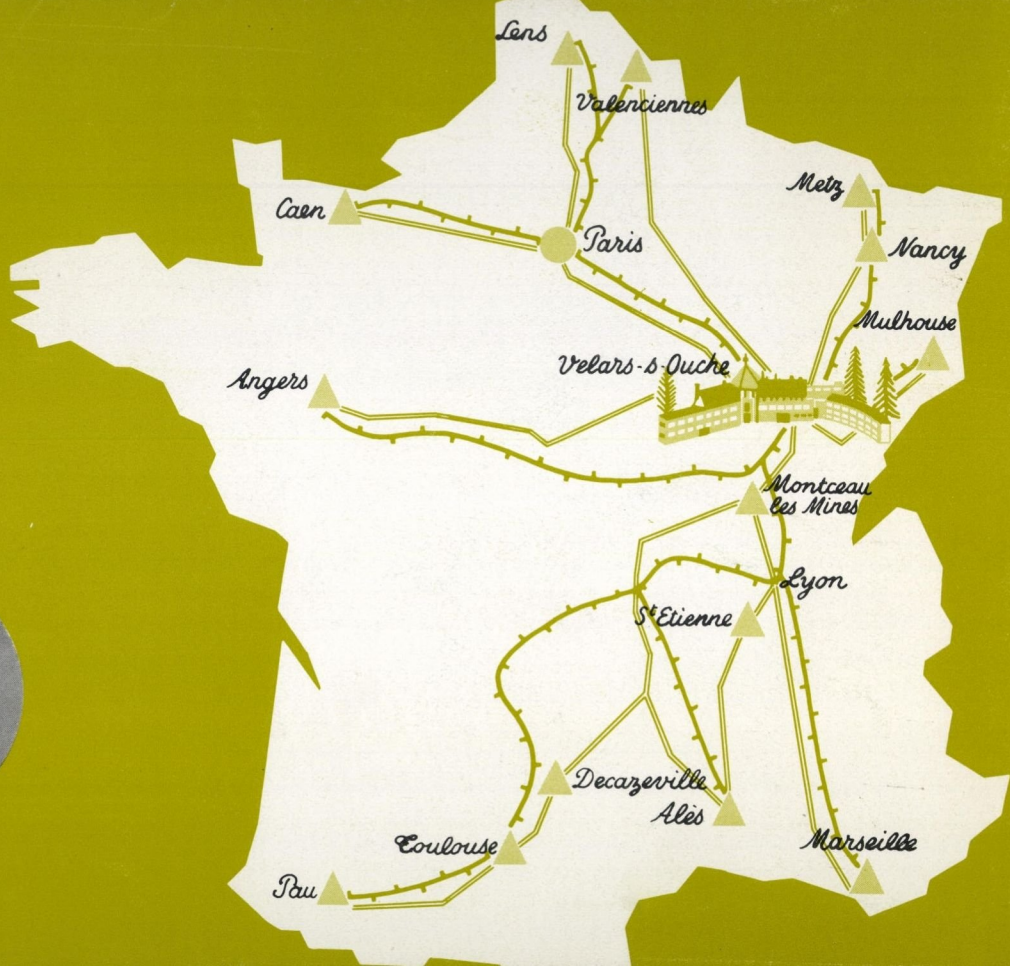 Lens
Valenciennes
Metz
Caen
Paris
Nancy
Mulhouse
Velars-s-Ouche
Angers
Montceau
les Mines
Lyon
St Etienne
Decazeville
Alès
Toulouse
Marseille
Pau